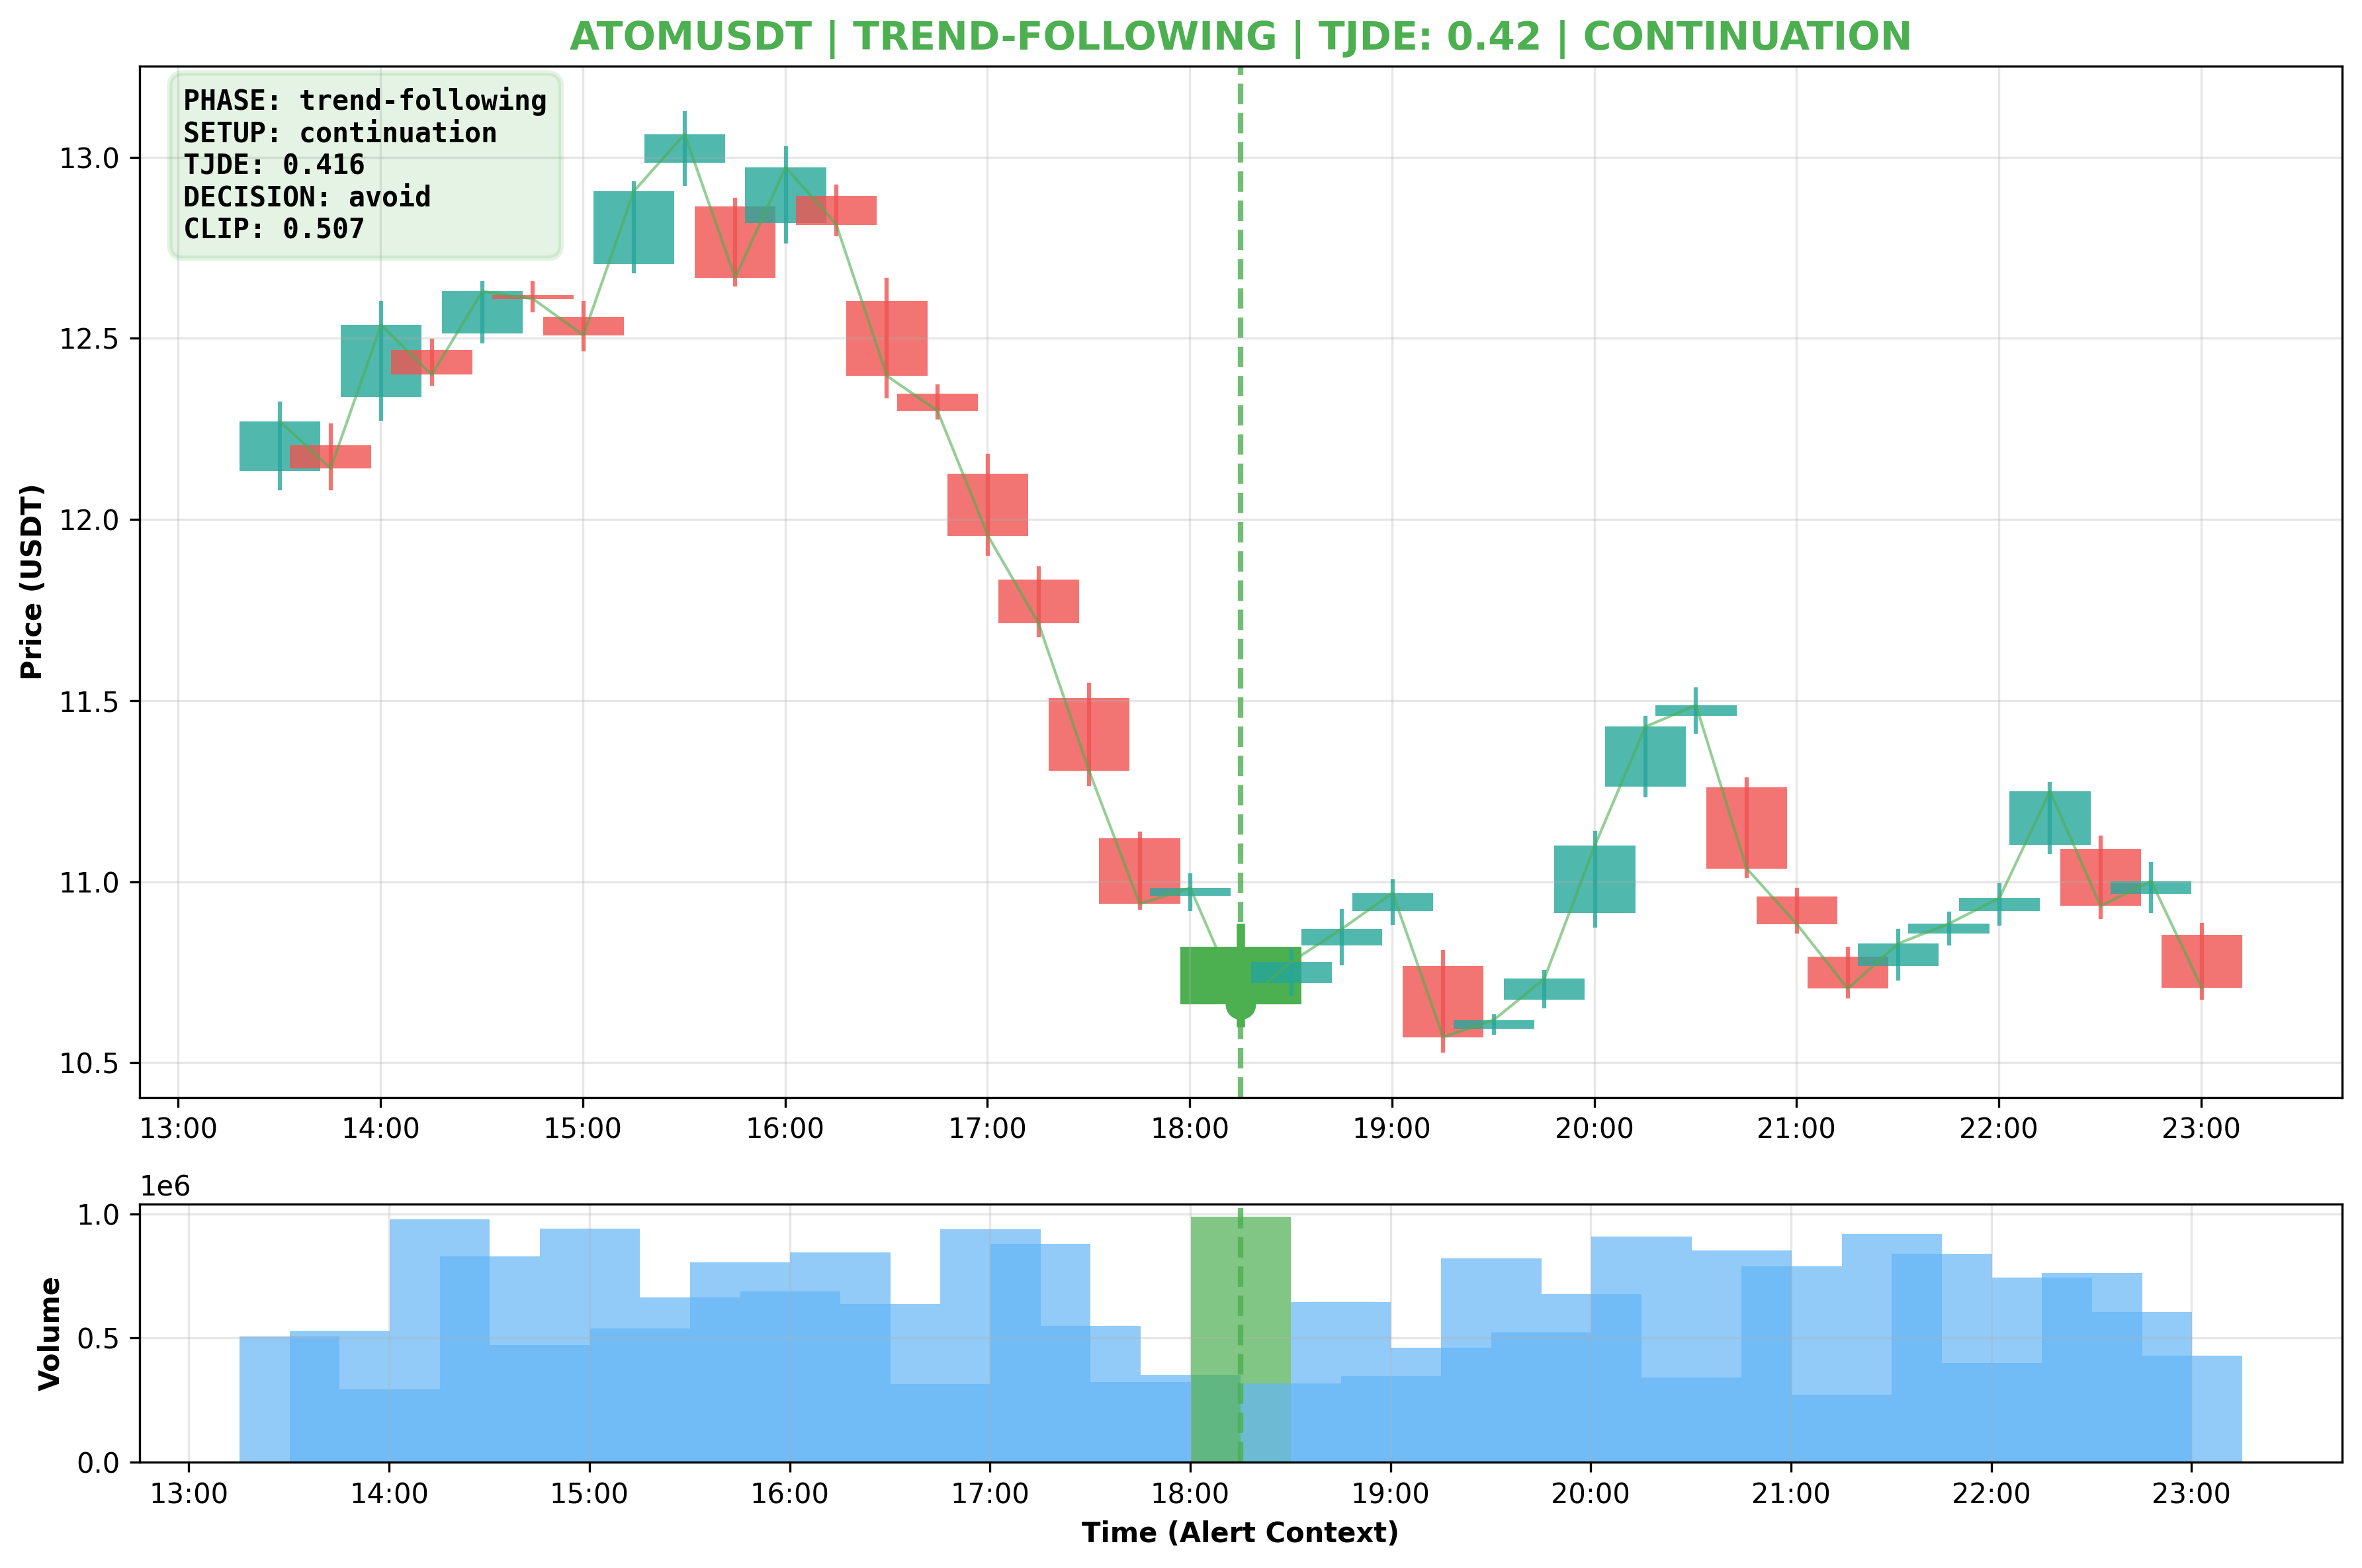 ATOMUSDT | TREND-FOLLOWING | TJDE: 0.42 | CONTINUATION
PHASE: trend-following
SETUP: continuation
TJDE: 0.416
DECISION: avoid
CLIP: 0.507
Price (USDT)
13.0
12.5
12.0
11.5
11.0
10.5
13:00 14:00 15:00 16:00 17:00 18:00 19:00 20:00 21:00 22:00 23:00
1e6
Volume
1.0
0.5
0.0
13:00 14:00 15:00 16:00 17:00 18:00 19:00 20:00 21:00 22:00 23:00
Time (Alert Context)